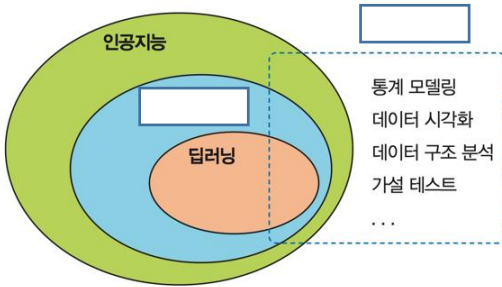 인공지능
딥러닝
통계 모델링
데이터 시각화
데이터 구조 분석
가설 테스트
. . .